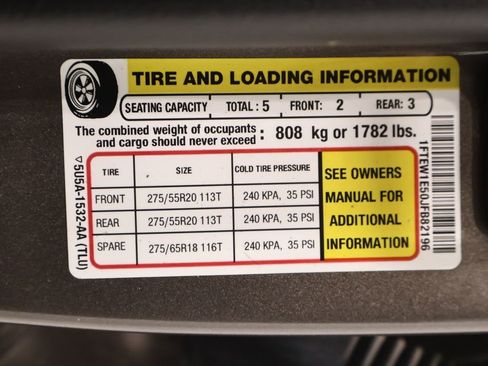 TIRE AND LOADING INFORMATION
SEATING CAPACITY TOTAL : 5 FRONT: 2 REAR: 3
The combined weight of occupants
and cargo should never exceed : 808 kg or 1782 lbs.
TIRE SIZE COLD TIRE PRESSURE
FRONT 275/55R20 113T 240 KPA, 35 PSI
REAR 275/55R20 113T 240 KPA, 35 PSI
SPARE 275/65R18 116T 240 KPA, 35 PSI
SEE OWNERS
MANUAL FOR
ADDITIONAL
INFORMATION
5U5A-1532-AA (TLU)
1FTEW1E50JFB82196